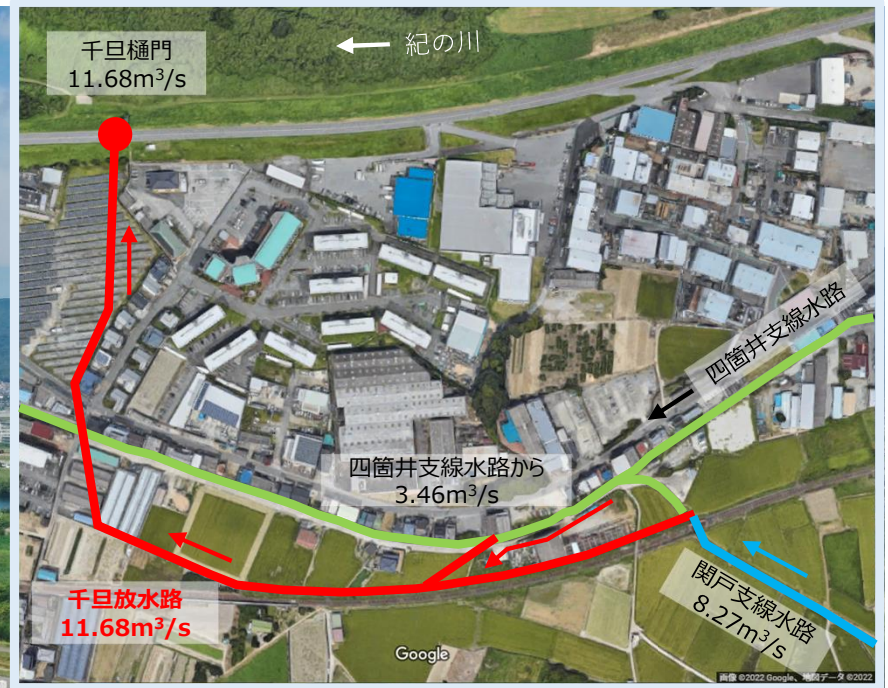 千旦樋門
11.68m³/s
紀の川
四箇井支線水路
四箇井支線水路から
3.46m³/s
関戸支線水路
8.27m³/s
千旦放水路
11.68m³/s
Google
画像 ©2022 Google、地図データ ©2022